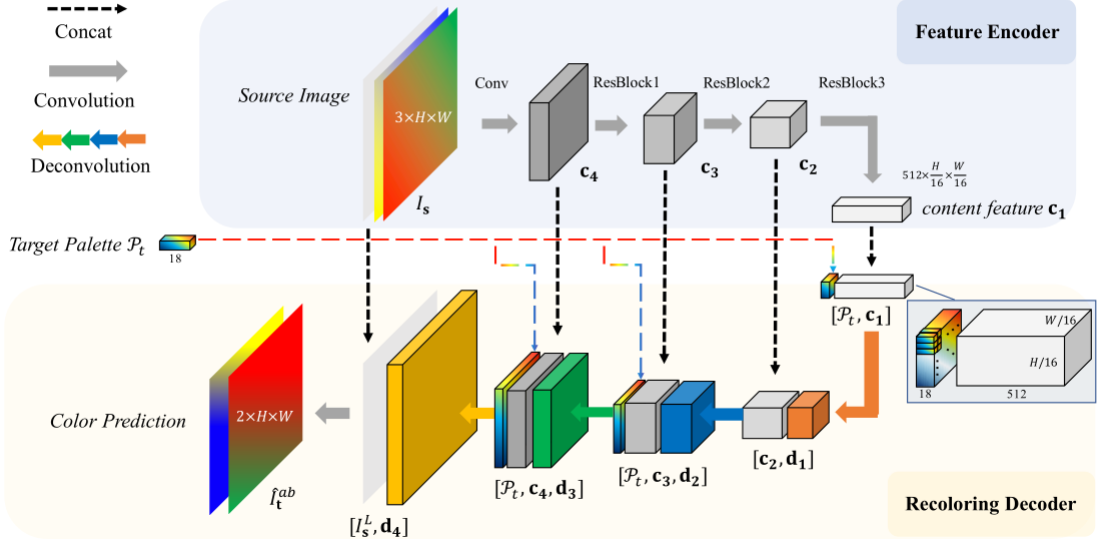 Concat
Convolution
Deconvolution
Feature Encoder
Source Image
3×H×W
I_s
Conv
ResBlock1
ResBlock2
ResBlock3
c_4
c_3
c_2
512×H/16×W/16
content feature c_1
Target Palette 𝒫_t
18
[𝒫_t, c_1]
W/16
H/16
18
512
Color Prediction
2×H×W
Î_t^{ab}
[I_s^L, d_4]
[𝒫_t, c_4, d_3]
[𝒫_t, c_3, d_2]
[c_2, d_1]
Recoloring Decoder